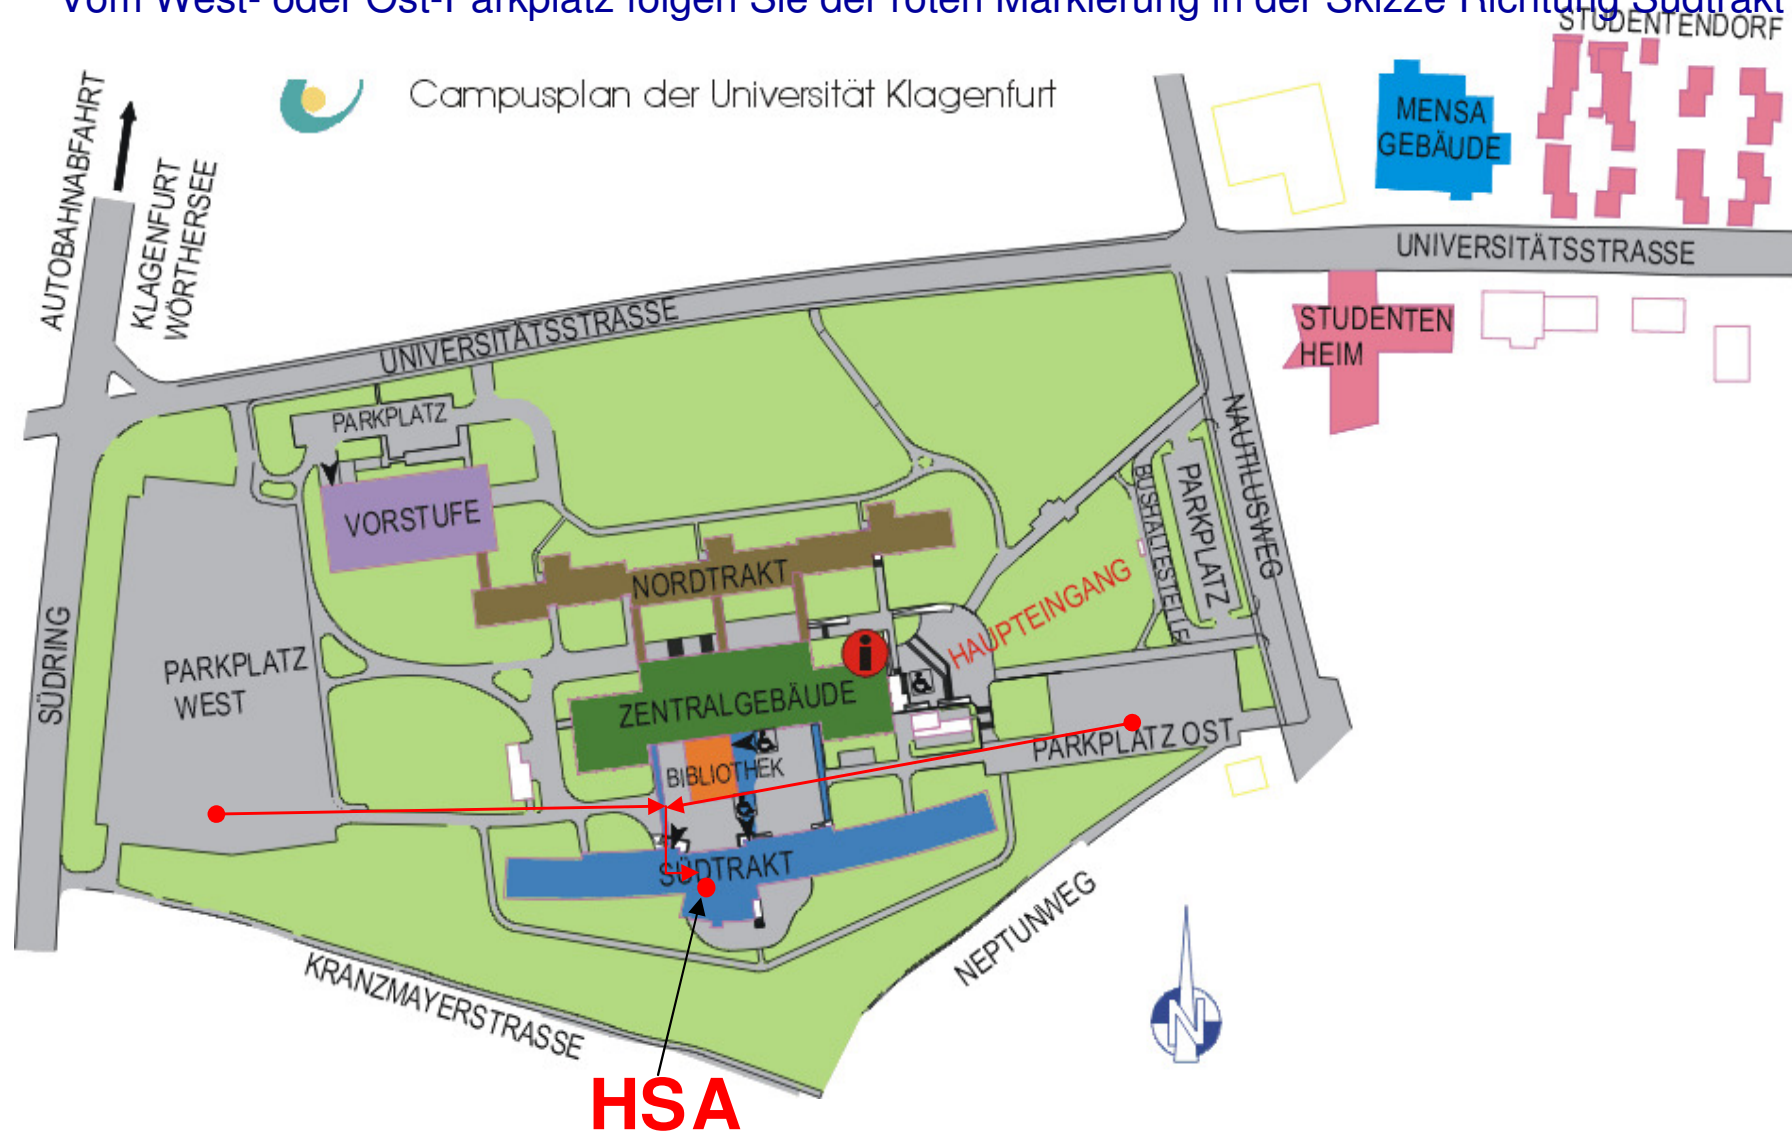 Vom West- oder Ost-Parkplatz folgen Sie der roten Markierung in der Skizze Richtung Südtrakt
STUDENTENDORF
Campusplan der Universität Klagenfurt
AUTOBAHNABFAHRT
KLAGENFURT
WÖRTHERSEE
MENSA
GEBÄUDE
UNIVERSITÄTSSTRASSE
UNIVERSITÄTSSTRASSE
STUDENTEN
HEIM
PARKPLATZ
VORSTUFE
NAUTILUSWEG
PARKPLATZ
BUSHALTESTELLE
NORDTRAKT
HAUPTEINGANG
i
SÜDRING
PARKPLATZ
WEST
ZENTRALGEBÄUDE
PARKPLATZ OST
BIBLIOTHEK
SÜDTRAKT
NEPTUNWEG
KRANZMAYERSTRASSE
N
HSA